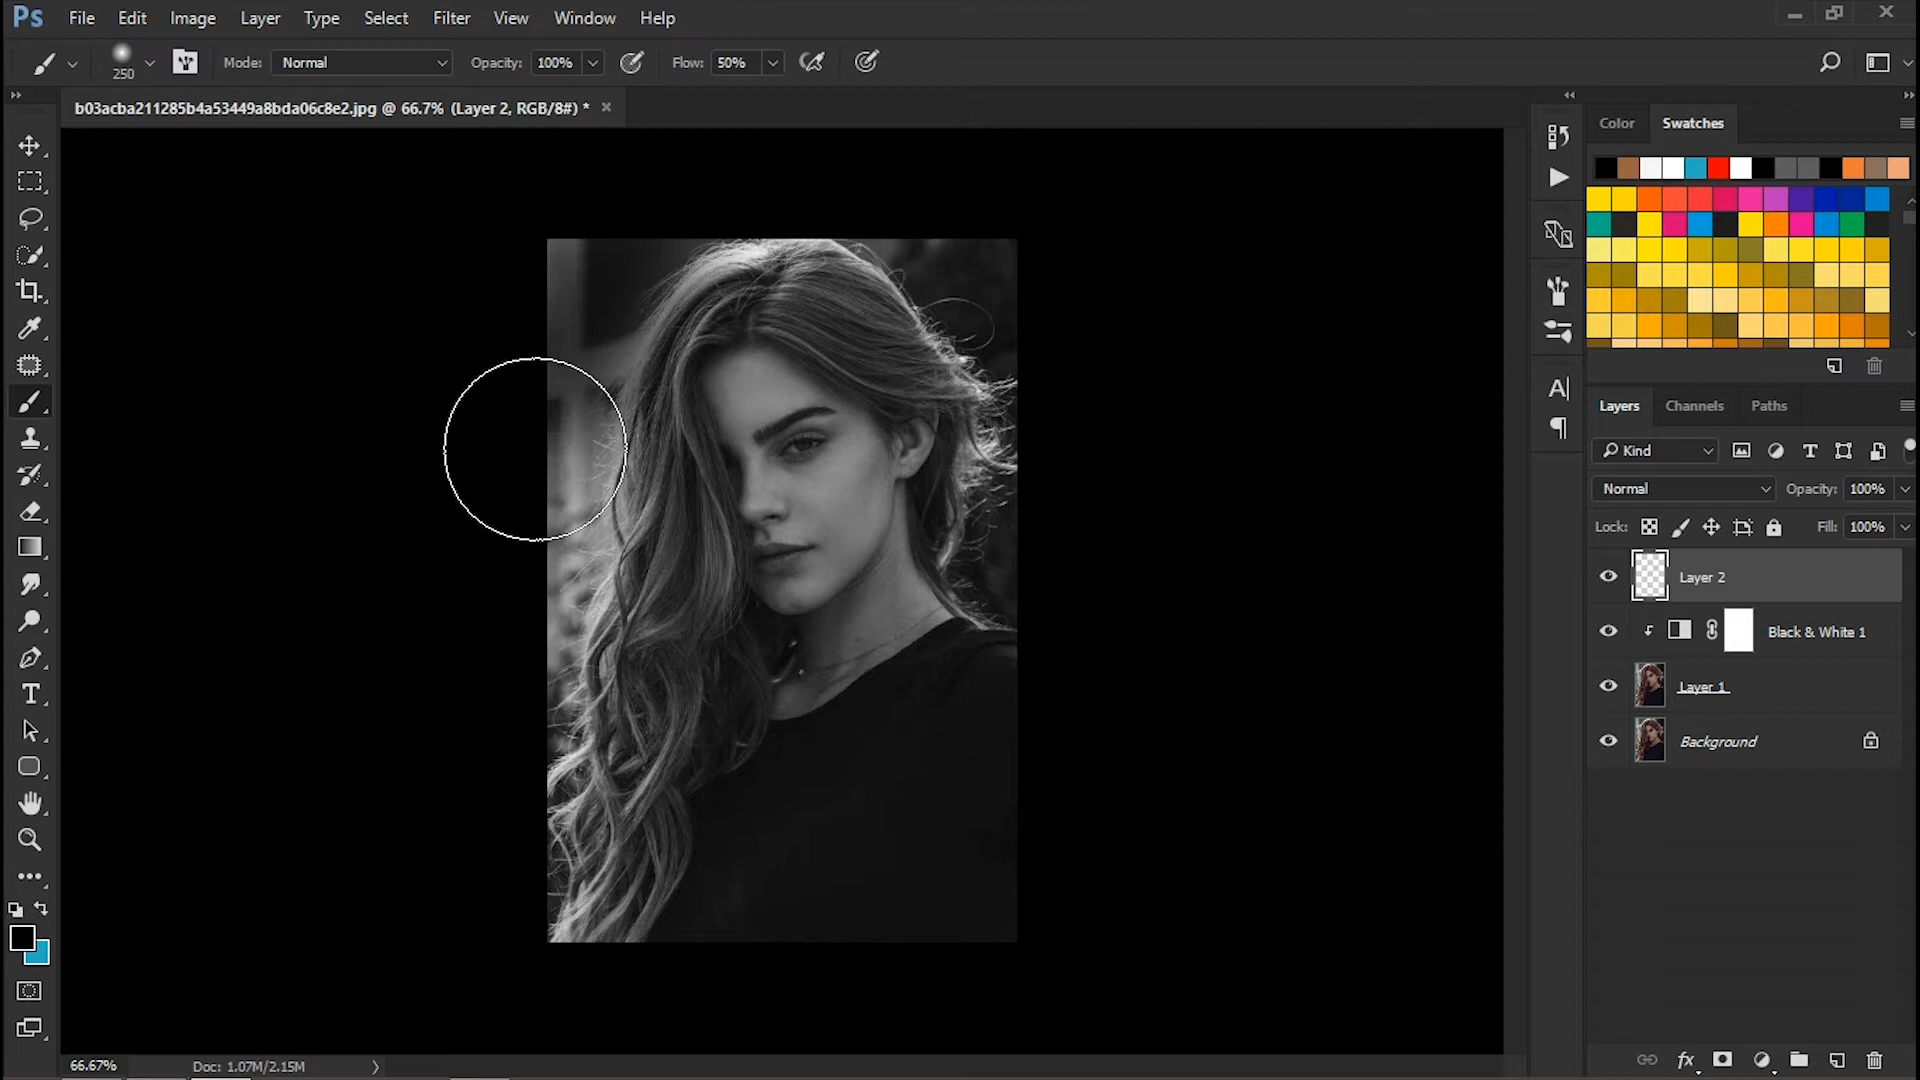 Ps File Edit Image Layer Type Select Filter View Window Help
250 Mode: Normal Opacity: 100% Flow: 50%
b03acba211285b4a53449a8bda06c8e2.jpg @ 66.7% (Layer 2, RGB/8#) *
Color Swatches
Layers Channels Paths
Kind
Normal Opacity: 100%
Lock: Fill: 100%
Layer 2
Black & White 1
Layer 1
Background
66.67% Doc: 1.07M/2.15M
fx